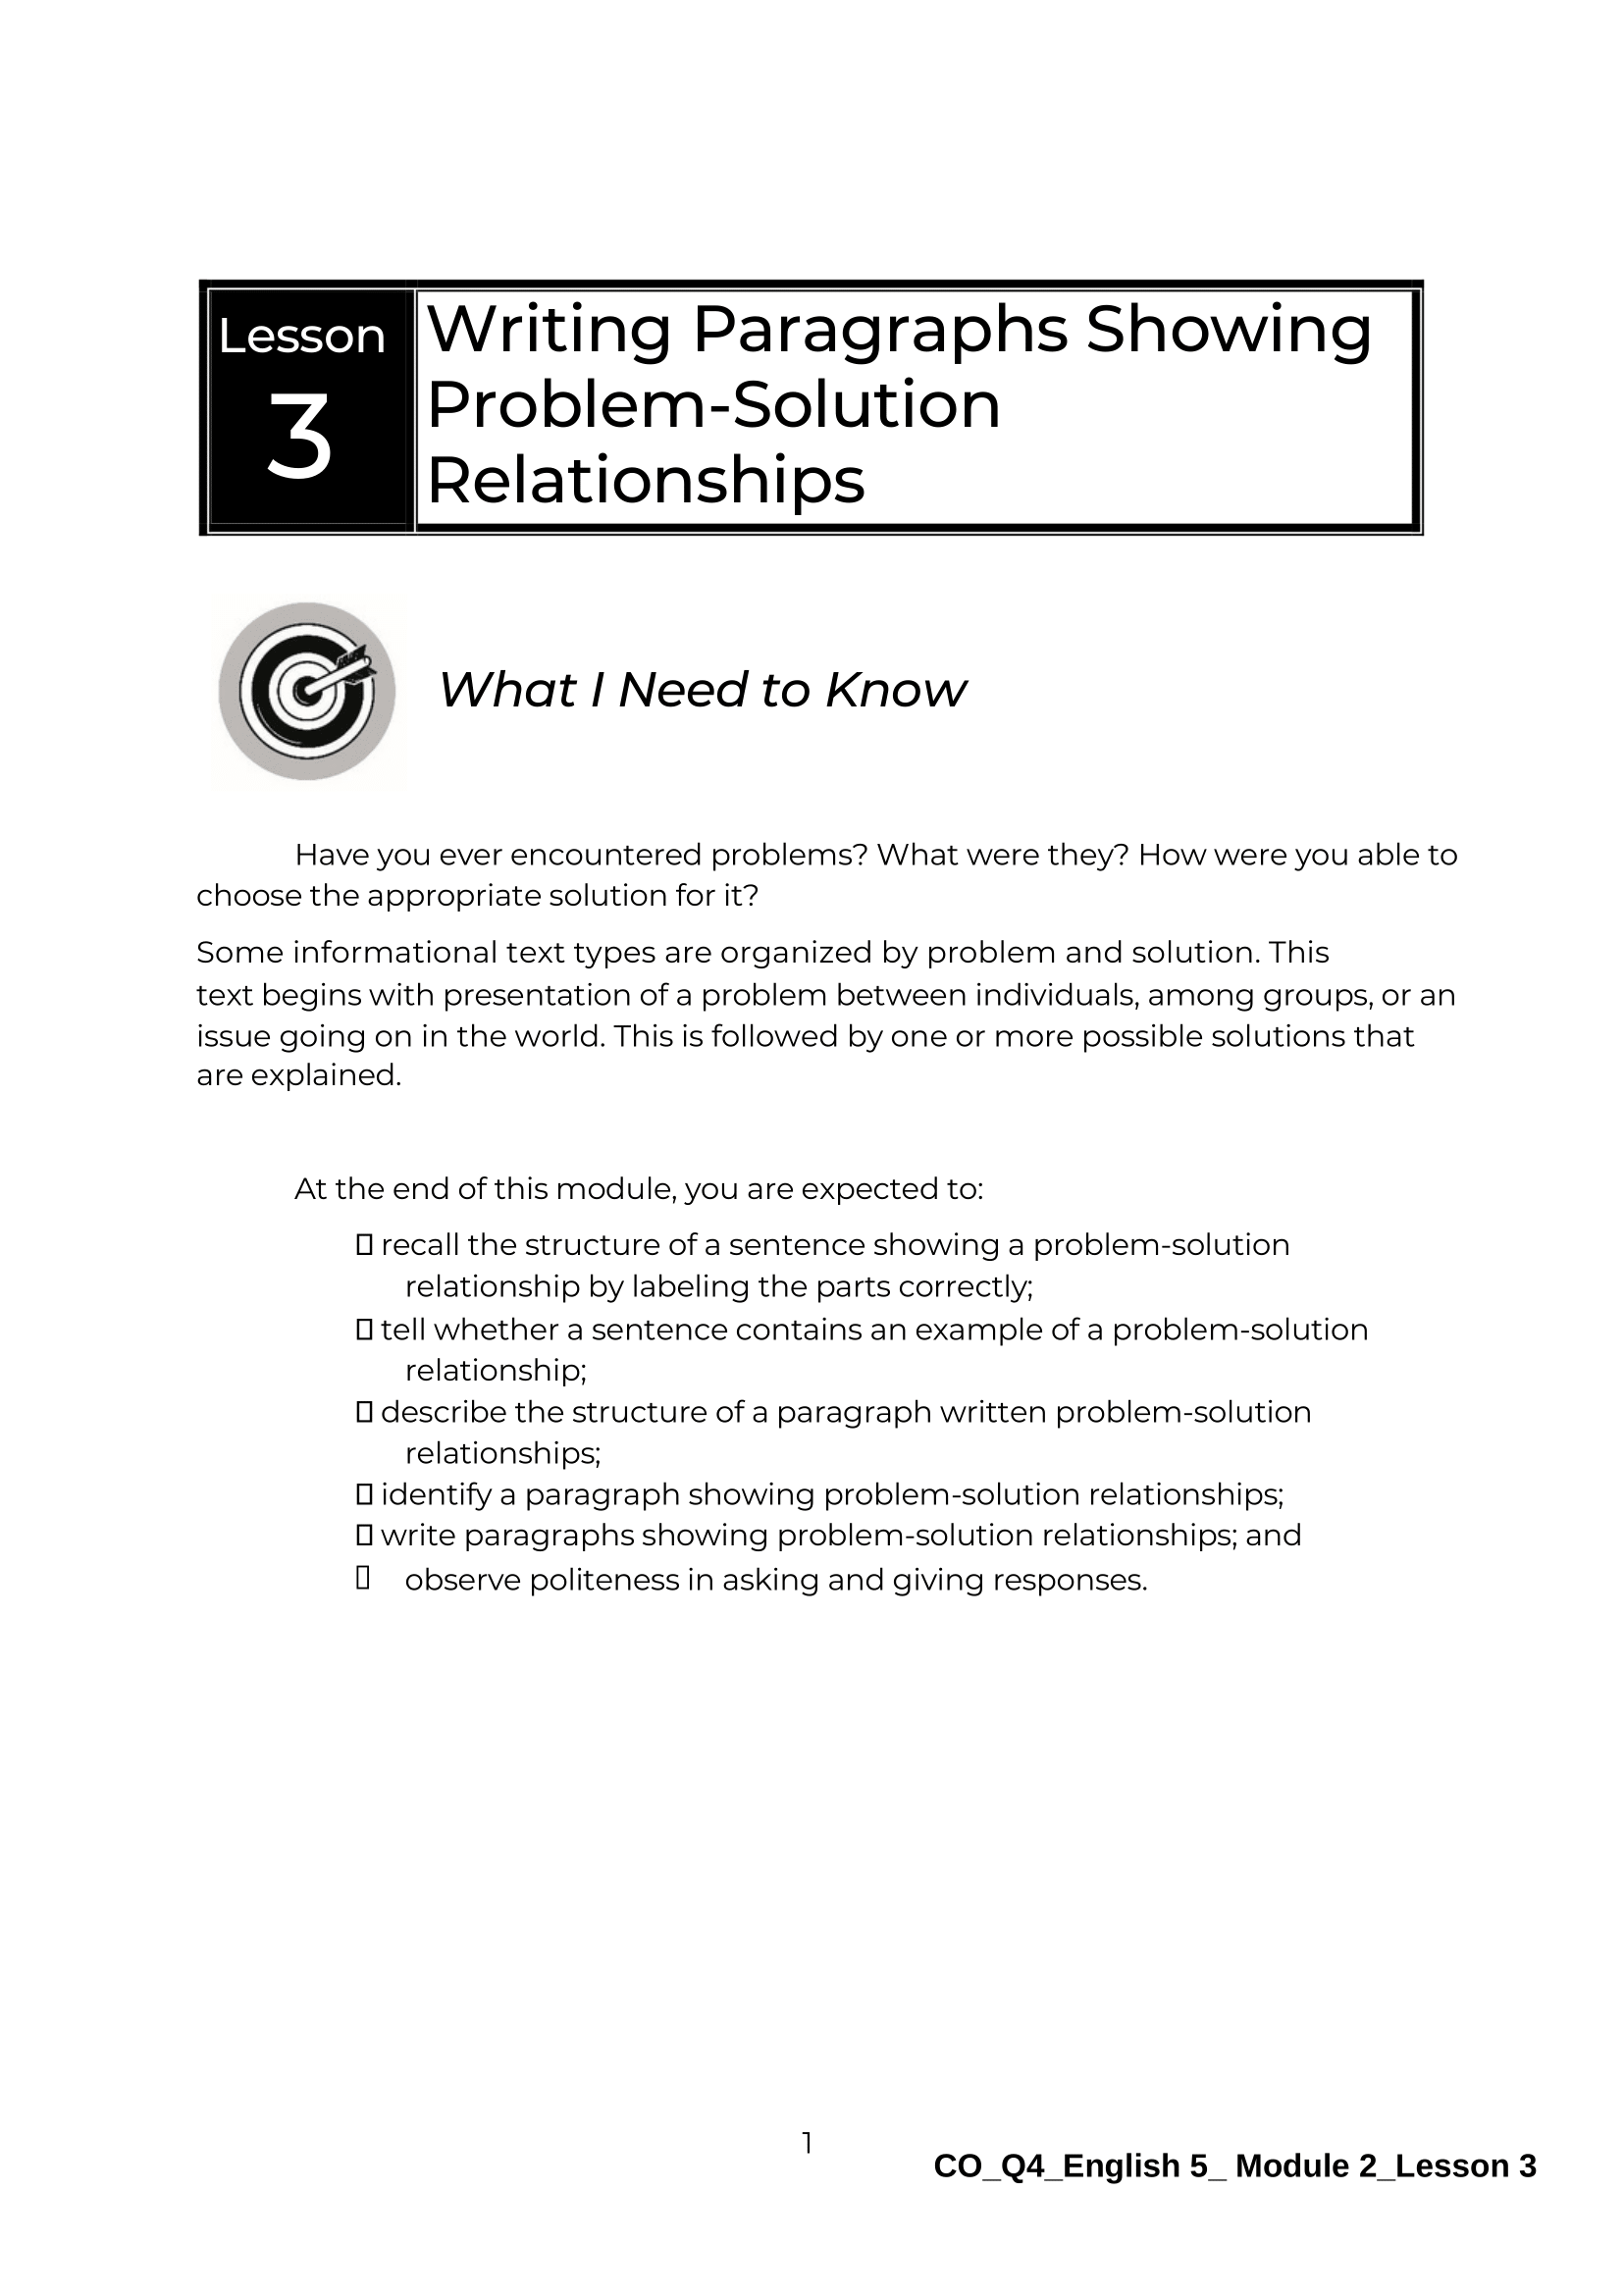 Lesson
3
Writing Paragraphs Showing
Problem-Solution
Relationships
What I Need to Know
Have you ever encountered problems? What were they? How were you able to
choose the appropriate solution for it?
Some informational text types are organized by problem and solution. This
text begins with presentation of a problem between individuals, among groups, or an
issue going on in the world. This is followed by one or more possible solutions that
are explained.
At the end of this module, you are expected to:
recall the structure of a sentence showing a problem-solution
relationship by labeling the parts correctly;
tell whether a sentence contains an example of a problem-solution
relationship;
describe the structure of a paragraph written problem-solution
relationships;
identify a paragraph showing problem-solution relationships;
write paragraphs showing problem-solution relationships; and
observe politeness in asking and giving responses.
1
CO_Q4_English 5_ Module 2_Lesson 3